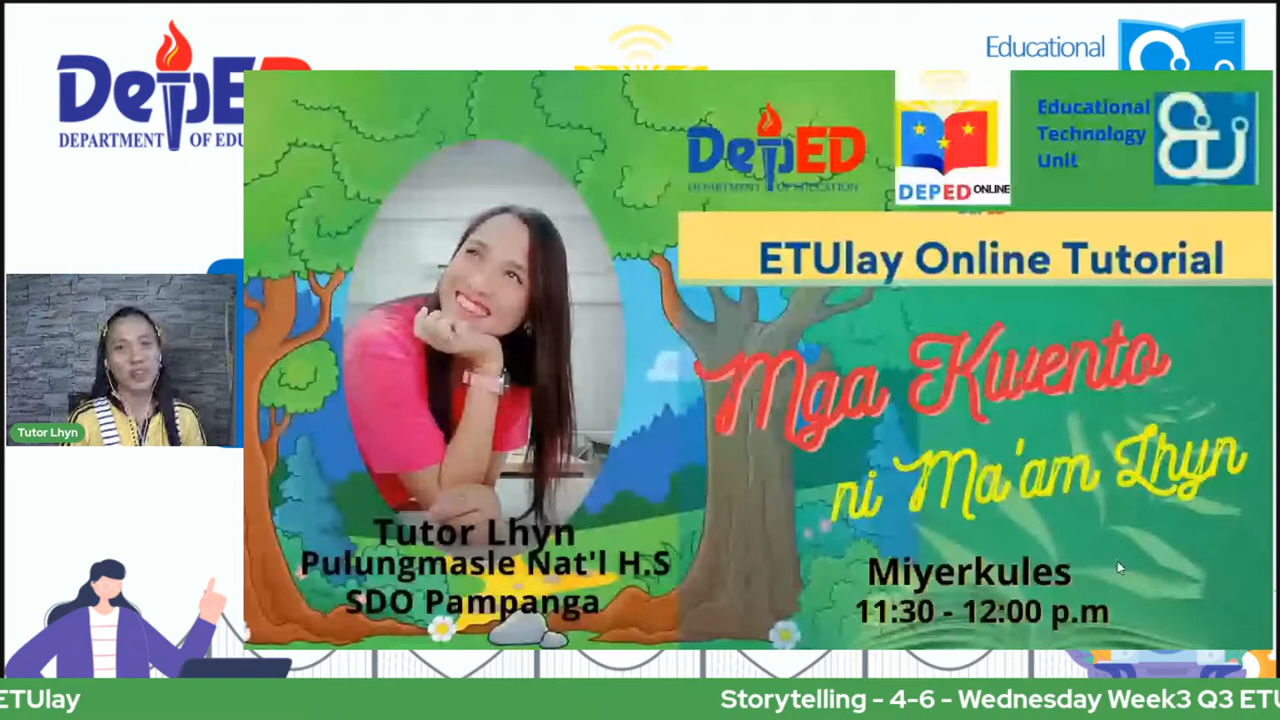 DepED
DEPARTMENT OF EDU
Educational
DepED
DEPARTMENT OF EDUCATION
DEPED ONLINE
Educational
Technology
Unit
ETUlay Online Tutorial
Mga Kwento
ni Ma'am Lhyn
Tutor Lhyn
Pulungmasle Nat'l H.S
SDO Pampanga
Miyerkules
11:30 - 12:00 p.m
Tutor Lhyn
ETUlay
Storytelling - 4-6 - Wednesday Week3 Q3 ETU